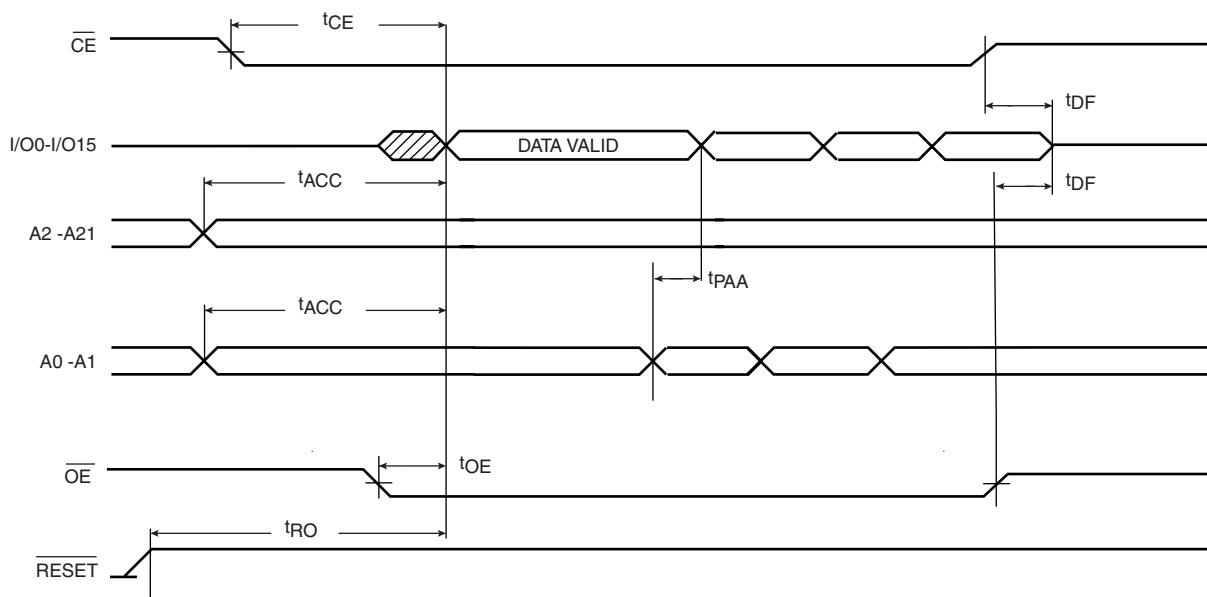 tCE
CE
tDF
I/O0-I/O15
DATA VALID
tACC
tDF
A2 -A21
tPAA
tACC
A0 -A1
tOE
OE
tRO
RESET